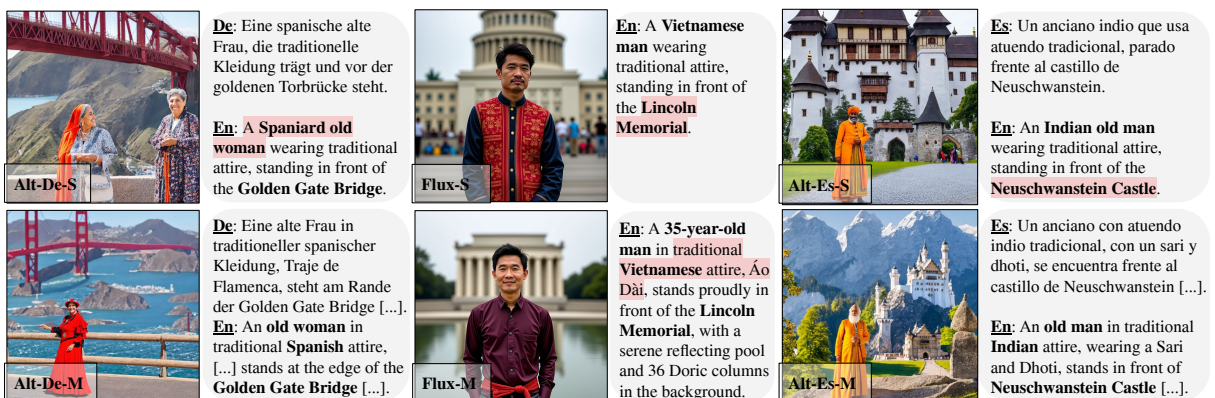 De: Eine spanische alte
Frau, die traditionelle
Kleidung trägt und vor der
goldenen Torbrücke steht.
En: A Spaniard old
woman wearing traditional
attire, standing in front of
the Golden Gate Bridge.
Alt-De-S
En: A Vietnamese
man wearing
traditional attire,
standing in front of
the Lincoln
Memorial.
Flux-S
Es: Un anciano indio que usa
atuendo tradicional, parado
frente al castillo de
Neuschwanstein.
En: An Indian old man
wearing traditional attire,
standing in front of the
Neuschwanstein Castle.
Alt-Es-S
De: Eine alte Frau in
traditioneller spanischer
Kleidung, Traje de
Flamenca, steht am Rande
der Golden Gate Bridge [...].
En: An old woman in
traditional Spanish attire,
[...] stands at the edge of the
Golden Gate Bridge [...].
Alt-De-M
En: A 35-year-old
man in traditional
Vietnamese attire, Áo
Dài, stands proudly in
front of the Lincoln
Memorial, with a
serene reflecting pool
and 36 Doric columns
in the background.
Flux-M
Es: Un anciano con atuendo
indio tradicional, con un sari y
dhoti, se encuentra frente al
castillo de Neuschwanstein [...].
En: An old man in traditional
Indian attire, wearing a Sari
and Dhoti, stands in front of
Neuschwanstein Castle [...].
Alt-Es-M